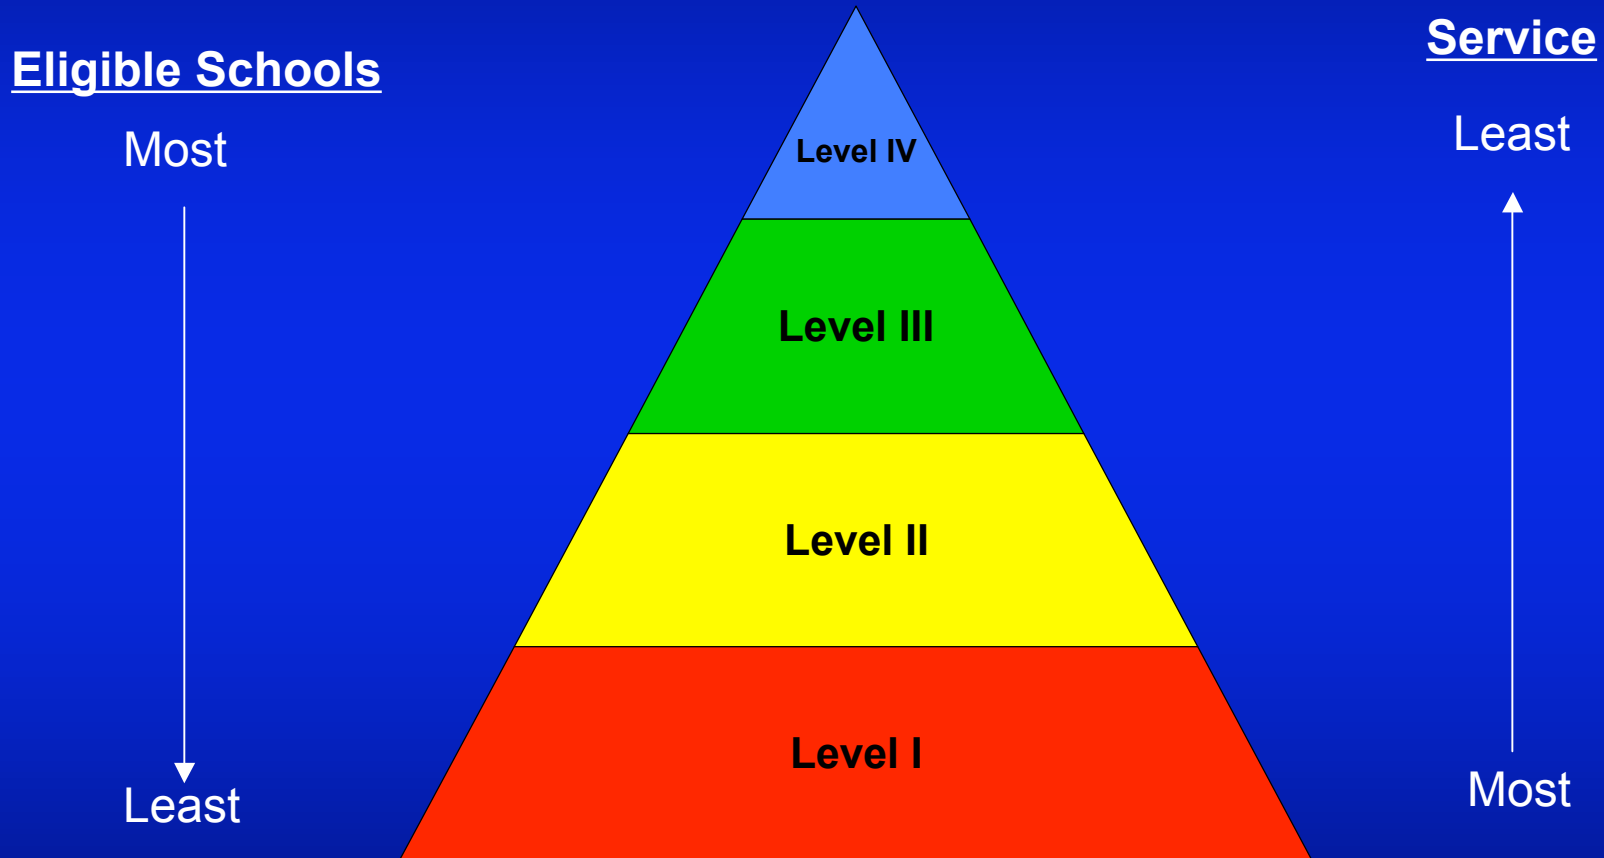 Eligible Schools
Most
Least
Level IV
Level III
Level II
Level I
Service
Least
Most